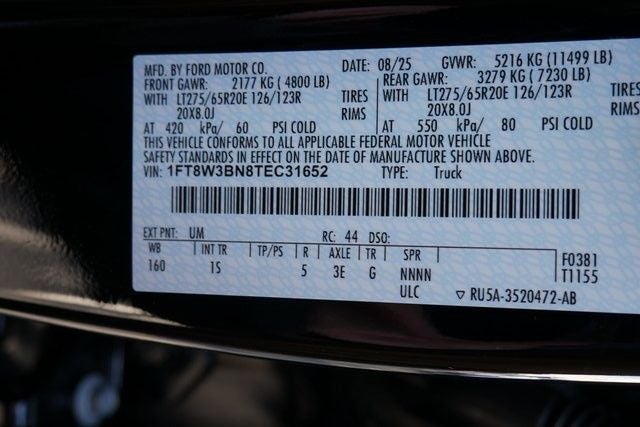 MFD. BY FORD MOTOR CO. DATE: 08/25 GVWR: 5216 KG (11499 LB)
FRONT GAWR: 2177 KG ( 4800 LB) REAR GAWR: 3279 KG ( 7230 LB)
WITH LT275/65R20E 126/123R TIRES WITH LT275/65R20E 126/123R TIRES
20X8.0J RIMS 20X8.0J RIMS
AT 420 kPa/ 60 PSI COLD AT 550 kPa/ 80 PSI COLD
THIS VEHICLE CONFORMS TO ALL APPLICABLE FEDERAL MOTOR VEHICLE
SAFETY STANDARDS IN EFFECT ON THE DATE OF MANUFACTURE SHOWN ABOVE.
VIN: 1FT8W3BN8TEC31652 TYPE: Truck
EXT PNT: UM RC: 44 DSO:
WB INT TR TP/PS R AXLE TR SPR F0381
160 1S 5 3E G NNNN T1155
ULC ▽ RU5A-3520472-AB